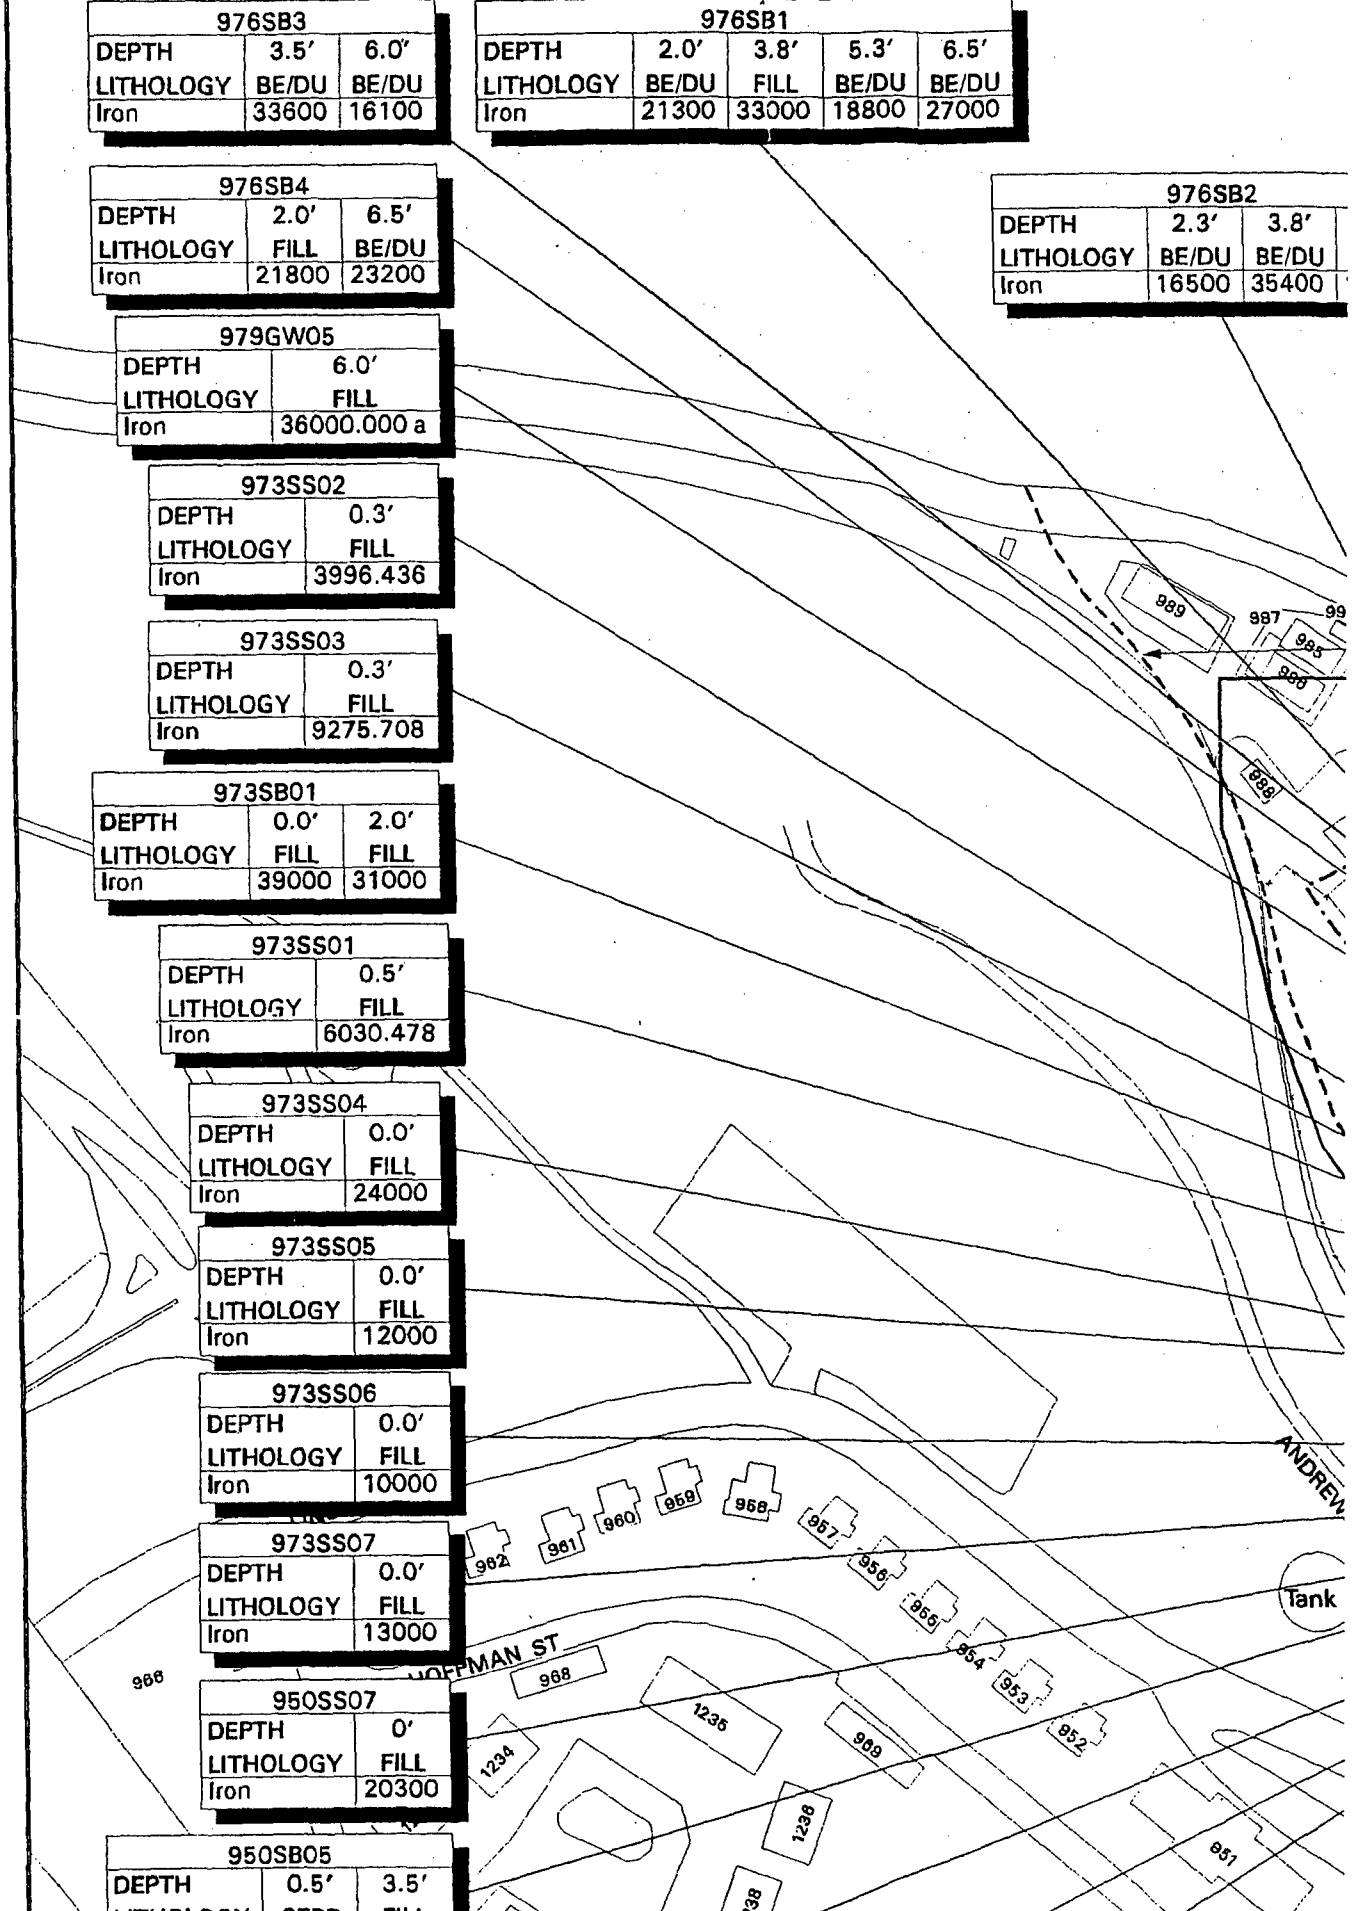 976SB3
DEPTH 3.5' 6.0'
LITHOLOGY BE/DU BE/DU
Iron 33600 16100
976SB1
DEPTH 2.0' 3.8' 5.3' 6.5'
LITHOLOGY BE/DU FILL BE/DU BE/DU
Iron 21300 33000 18800 27000
976SB4
DEPTH 2.0' 6.5'
LITHOLOGY FILL BE/DU
Iron 21800 23200
976SB2
DEPTH 2.3' 3.8'
LITHOLOGY BE/DU BE/DU
Iron 16500 35400
979GW05
DEPTH 6.0'
LITHOLOGY FILL
Iron 36000.000 a
973SS02
DEPTH 0.3'
LITHOLOGY FILL
Iron 3996.436
973SS03
DEPTH 0.3'
LITHOLOGY FILL
Iron 9275.708
989
987
99
985
986
988
973SB01
DEPTH 0.0' 2.0'
LITHOLOGY FILL FILL
Iron 39000 31000
973SS01
DEPTH 0.5'
LITHOLOGY FILL
Iron 6030.478
973SS04
DEPTH 0.0'
LITHOLOGY FILL
Iron 24000
973SS05
DEPTH 0.0'
LITHOLOGY FILL
Iron 12000
973SS06
DEPTH 0.0'
LITHOLOGY FILL
Iron 10000
ANDREW
973SS07
DEPTH 0.0'
LITHOLOGY FILL
Iron 13000
962
961
960
959
958
957
956
955
954
953
952
Tank
966
HOFFMAN ST
968
950SS07
DEPTH 0'
LITHOLOGY FILL
Iron 20300
1234
1235
969
1236
951
950SB05
DEPTH 0.5' 3.5'
38